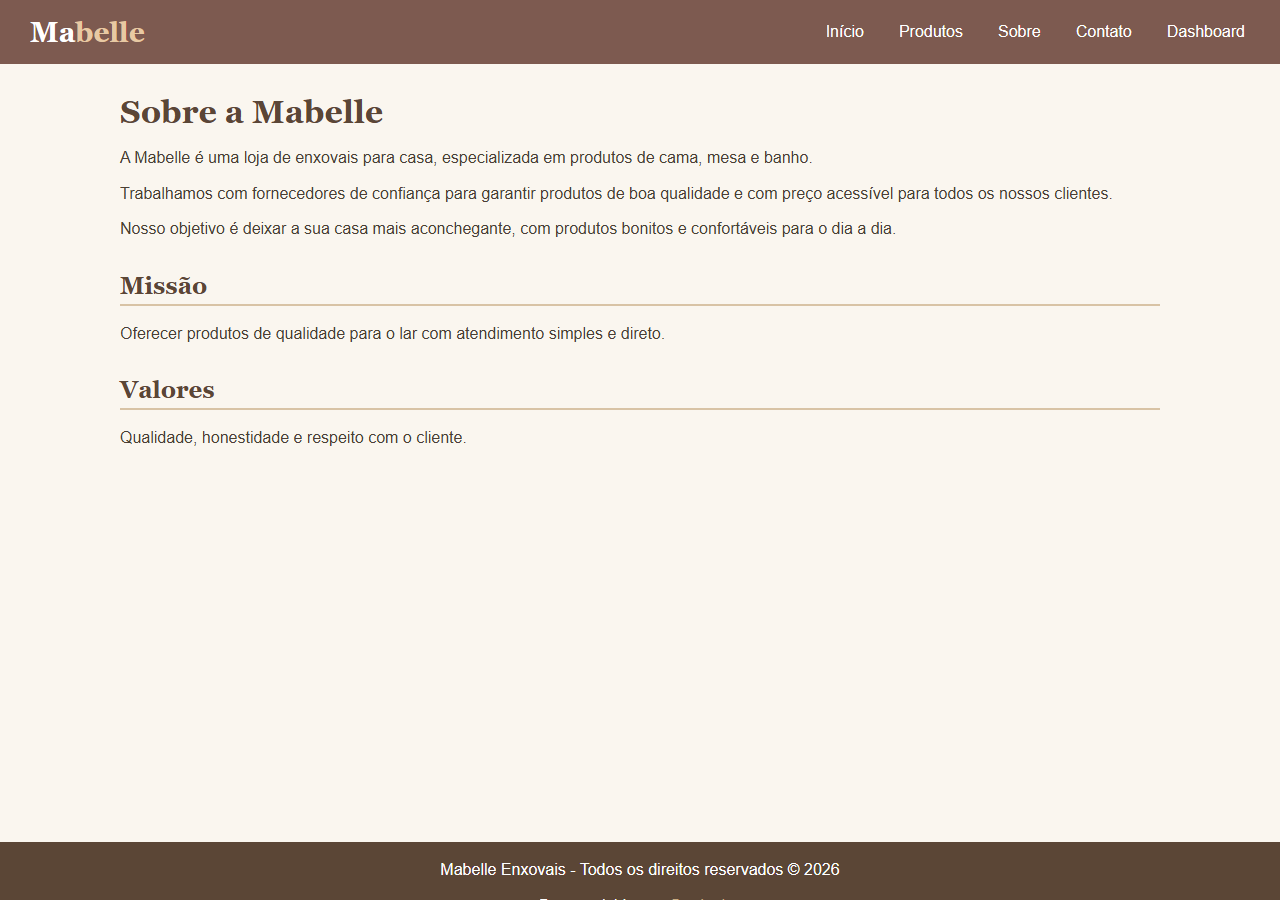 Mabelle
Início Produtos Sobre Contato Dashboard
Sobre a Mabelle
A Mabelle é uma loja de enxovais para casa, especializada em produtos de cama, mesa e banho.
Trabalhamos com fornecedores de confiança para garantir produtos de boa qualidade e com preço acessível para todos os nossos clientes.
Nosso objetivo é deixar a sua casa mais aconchegante, com produtos bonitos e confortáveis para o dia a dia.
Missão
Oferecer produtos de qualidade para o lar com atendimento simples e direto.
Valores
Qualidade, honestidade e respeito com o cliente.
Mabelle Enxovais - Todos os direitos reservados © 2026